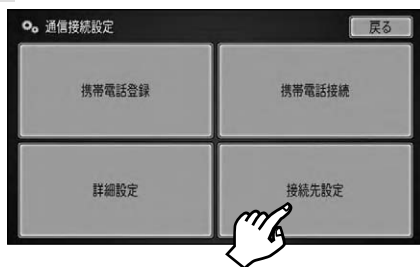 通信接続設定
戻る
携帯電話登録
携帯電話接続
詳細設定
接続先設定